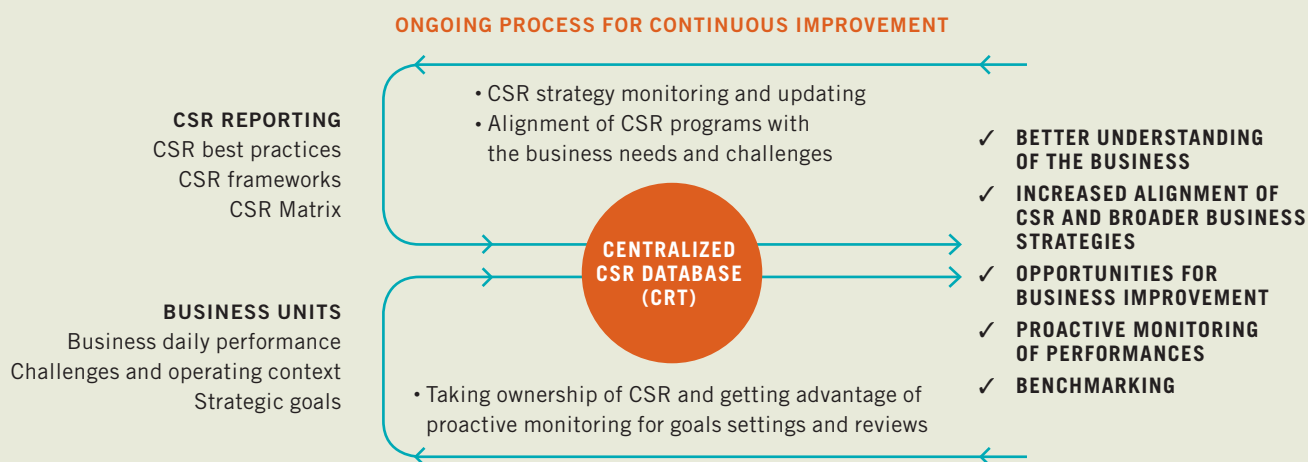 ONGOING PROCESS FOR CONTINUOUS IMPROVEMENT
• CSR strategy monitoring and updating
• Alignment of CSR programs with
the business needs and challenges
CSR REPORTING
CSR best practices
CSR frameworks
CSR Matrix
CENTRALIZED
CSR DATABASE
(CRT)
BUSINESS UNITS
Business daily performance
Challenges and operating context
Strategic goals
• Taking ownership of CSR and getting advantage of
proactive monitoring for goals settings and reviews
✓ BETTER UNDERSTANDING
OF THE BUSINESS
✓ INCREASED ALIGNMENT OF
CSR AND BROADER BUSINESS
STRATEGIES
✓ OPPORTUNITIES FOR
BUSINESS IMPROVEMENT
✓ PROACTIVE MONITORING
OF PERFORMANCES
✓ BENCHMARKING